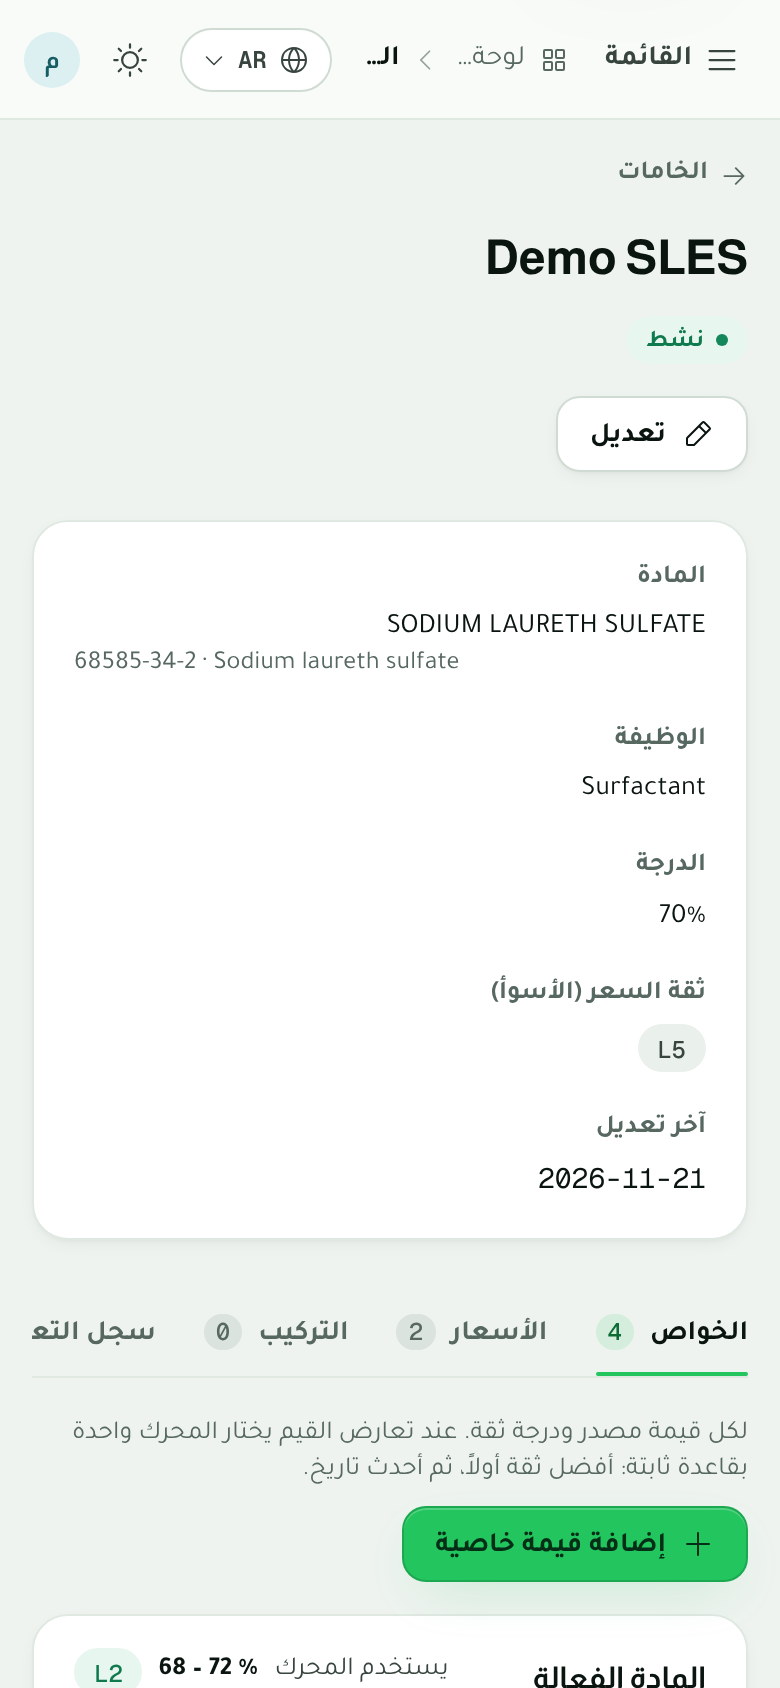 القائمة لوحة... الـ... AR م
الخامات
Demo SLES
نشط
تعديل
المادة
SODIUM LAURETH SULFATE
68585-34-2 · Sodium laureth sulfate
الوظيفة
Surfactant
الدرجة
70%
ثقة السعر (الأسوأ)
L5
آخر تعديل
2026-11-21
الخواص 4 الأسعار 2 التركيب 0 سجل التع
لكل قيمة مصدر ودرجة ثقة. عند تعارض القيم يختار المحرك واحدة
بقاعدة ثابتة: أفضل ثقة أولاً، ثم أحدث تاريخ.
إضافة قيمة خاصية
المادة الفعالة يستخدم المحرك 68 - 72 % L2